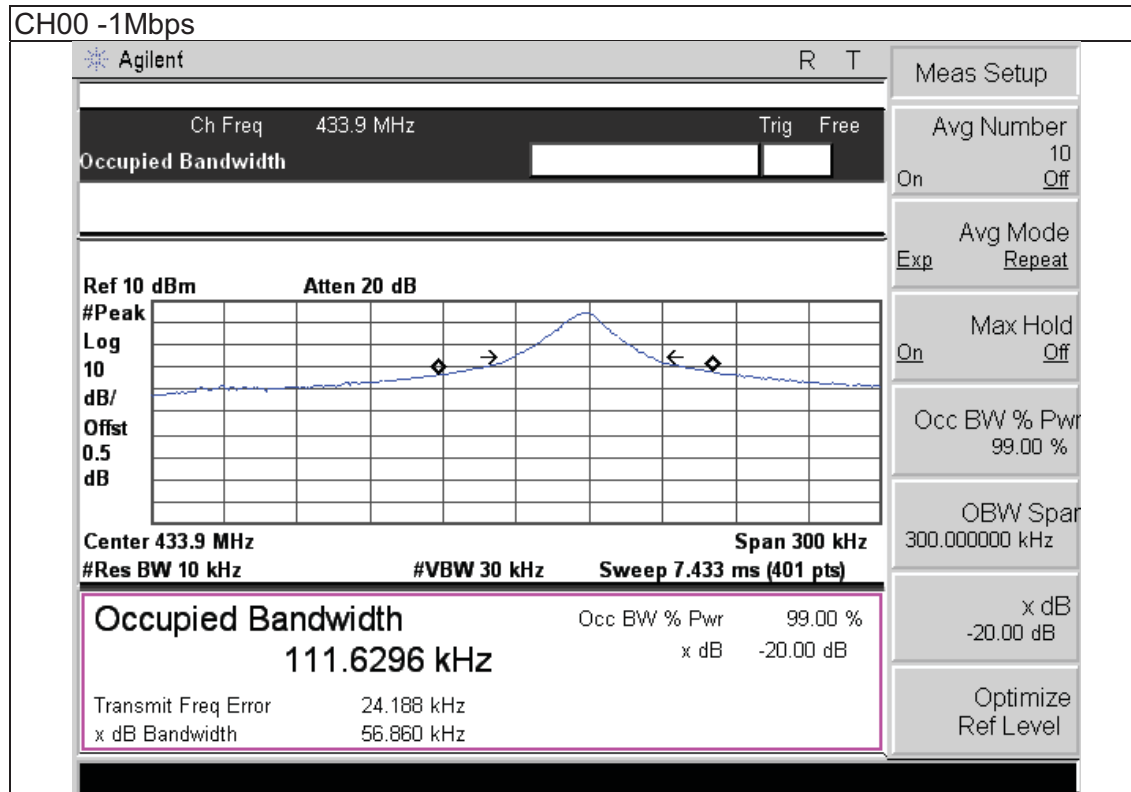 CH00 -1Mbps
Agilent R T
Ch Freq 433.9 MHz Trig Free
Occupied Bandwidth
Ref 10 dBm Atten 20 dB
#Peak
Log
10
dB/
Offst
0.5
dB
Center 433.9 MHz Span 300 kHz
#Res BW 10 kHz #VBW 30 kHz Sweep 7.433 ms (401 pts)
Occupied Bandwidth Occ BW % Pwr 99.00 %
111.6296 kHz x dB -20.00 dB
Transmit Freq Error 24.188 kHz
x dB Bandwidth 56.860 kHz
Meas Setup
Avg Number
10
On Off
Avg Mode
Exp Repeat
Max Hold
On Off
Occ BW % Pwr
99.00 %
OBW Span
300.000000 kHz
x dB
-20.00 dB
Optimize
Ref Level